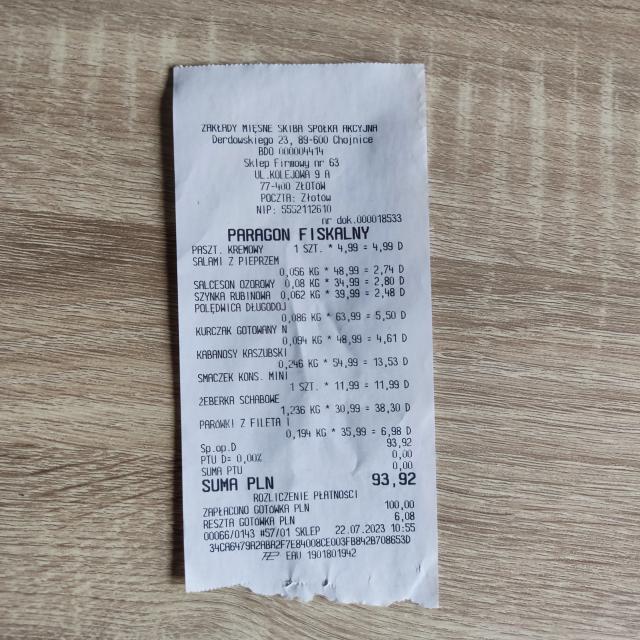 ZAKŁADY MIĘSNE SKIBA SPÓŁKA AKCYJNA
Derdowskiego 23, 89-600 Chojnice
BDO 000004414
Sklep Firmowy nr 63
UL.KOLEJOWA 9 A
77-400 ZŁOTÓW
POCZTA: Złotow
NIP: 5552112610
nr dok.000018533
PARAGON FISKALNY
PASZT. KREMOWY 1 SZT. * 4,99 = 4,99 D
SALAMI Z PIEPRZEM
0,056 KG * 48,99 = 2,74 D
SALCESON OZOROWY 0,08 KG * 34,99 = 2,80 D
SZYNKA RUBINOWA 0,062 KG * 39,99 = 2,48 D
POLĘDWICA DŁUGODOJ
0,086 KG * 63,99 = 5,50 D
KURCZAK GOTOWANY N
0,094 KG * 48,99 = 4,61 D
KABANOSY KASZUBSKI
0,246 KG * 54,99 = 13,53 D
SMACZEK KONS. MINI
1 SZT. * 11,99 = 11,99 D
ŻEBERKA SCHABOWE
1,236 KG * 30,99 = 38,30 D
PARÓWKI Z FILETA I
0,194 KG * 35,99 = 6,98 D
Sp.op.D 93,92
PTU D= 0,00% 0,00
SUMA PTU 0,00
SUMA PLN 93,92
ROZLICZENIE PŁATNOŚCI
ZAPŁACONO GOTÓWKA PLN 100,00
RESZTA GOTÓWKA PLN 6,08
00066/0143 #57/01 SKLEP 22.07.2023 10:55
34CA6479A2ABA2F7E84008CE003FB842B708653D
EAU 1901801942